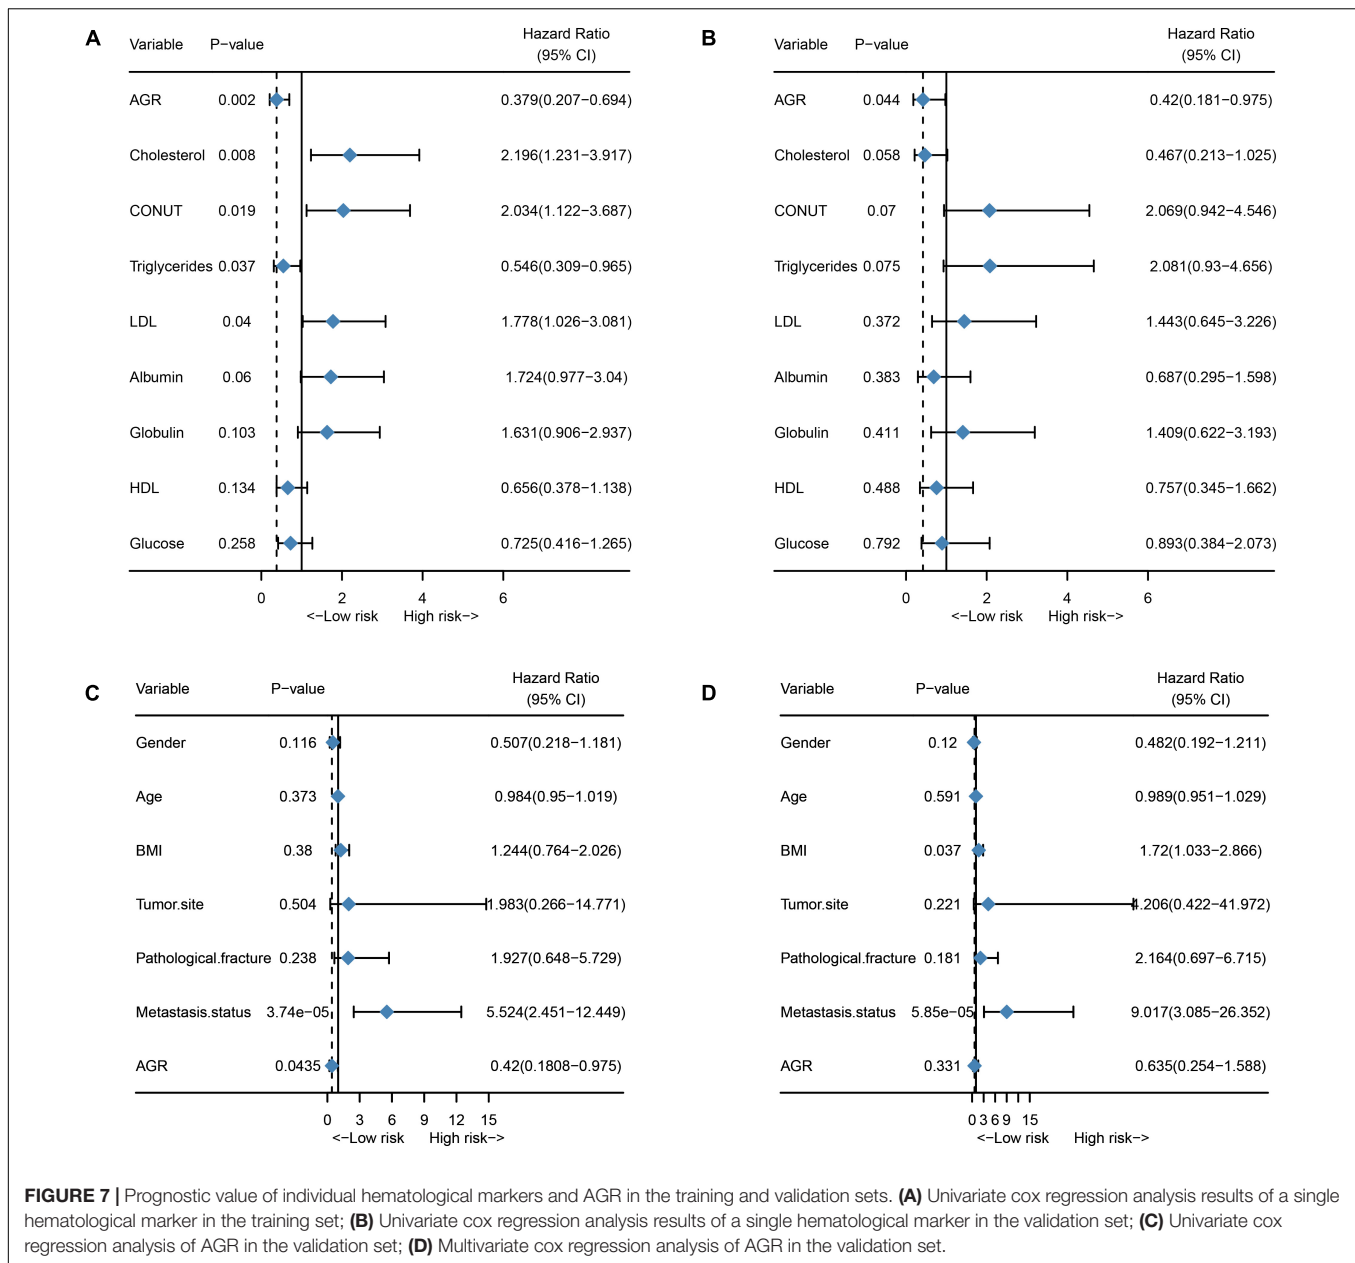 A
Variable P−value Hazard Ratio
(95% CI)
AGR 0.002 0.379(0.207−0.694)
Cholesterol 0.008 2.196(1.231−3.917)
CONUT 0.019 2.034(1.122−3.687)
Triglycerides 0.037 0.546(0.309−0.965)
LDL 0.04 1.778(1.026−3.081)
Albumin 0.06 1.724(0.977−3.04)
Globulin 0.103 1.631(0.906−2.937)
HDL 0.134 0.656(0.378−1.138)
Glucose 0.258 0.725(0.416−1.265)
0 2 4 6
<−Low risk High risk−>
B
Variable P−value Hazard Ratio
(95% CI)
AGR 0.044 0.42(0.181−0.975)
Cholesterol 0.058 0.467(0.213−1.025)
CONUT 0.07 2.069(0.942−4.546)
Triglycerides 0.075 2.081(0.93−4.656)
LDL 0.372 1.443(0.645−3.226)
Albumin 0.383 0.687(0.295−1.598)
Globulin 0.411 1.409(0.622−3.193)
HDL 0.488 0.757(0.345−1.662)
Glucose 0.792 0.893(0.384−2.073)
0 2 4 6
<−Low risk High risk−>
C
Variable P−value Hazard Ratio
(95% CI)
Gender 0.116 0.507(0.218−1.181)
Age 0.373 0.984(0.95−1.019)
BMI 0.38 1.244(0.764−2.026)
Tumor.site 0.504 1.983(0.266−14.771)
Pathological.fracture 0.238 1.927(0.648−5.729)
Metastasis.status 3.74e−05 5.524(2.451−12.449)
AGR 0.0435 0.42(0.1808−0.975)
0 3 6 9 12 15
<−Low risk High risk−>
D
Variable P−value Hazard Ratio
(95% CI)
Gender 0.12 0.482(0.192−1.211)
Age 0.591 0.989(0.951−1.029)
BMI 0.037 1.72(1.033−2.866)
Tumor.site 0.221 4.206(0.422−41.972)
Pathological.fracture 0.181 2.164(0.697−6.715)
Metastasis.status 5.85e−05 9.017(3.085−26.352)
AGR 0.331 0.635(0.254−1.588)
0 3 6 9 15
<−Low risk High risk−>
FIGURE 7 | Prognostic value of individual hematological markers and AGR in the training and validation sets. (A) Univariate cox regression analysis results of a single
hematological marker in the training set; (B) Univariate cox regression analysis results of a single hematological marker in the validation set; (C) Univariate cox
regression analysis of AGR in the validation set; (D) Multivariate cox regression analysis of AGR in the validation set.